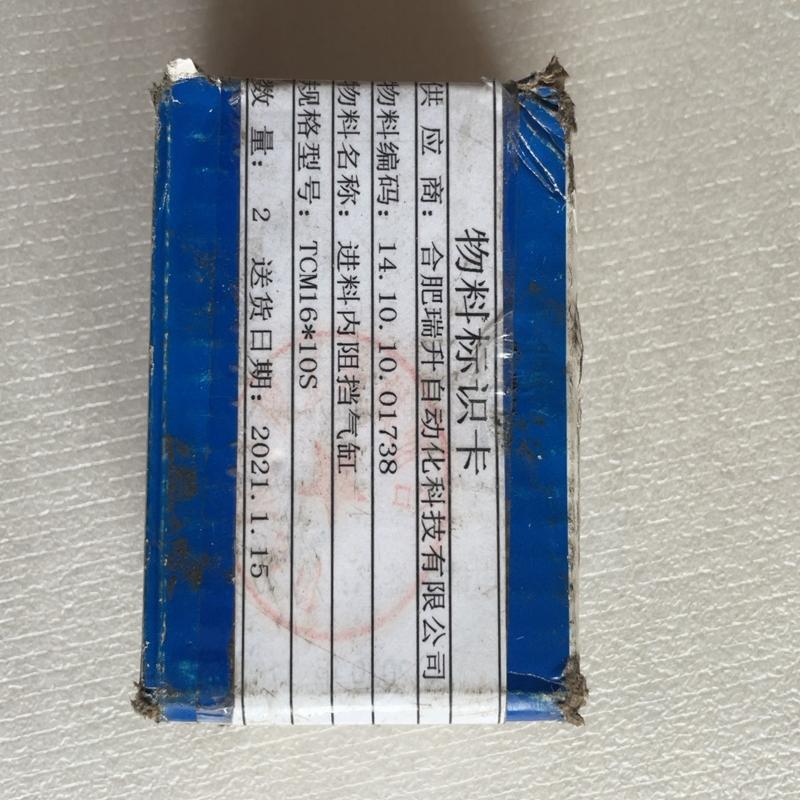 物料标识卡
供 应 商: 合肥瑞升自动化科技有限公司
物料编码: 14.10.10.01738
物料名称: 进料内阻挡气缸
规格型号: TCM16*10S
数 量: 2 送货日期: 2021.1.15